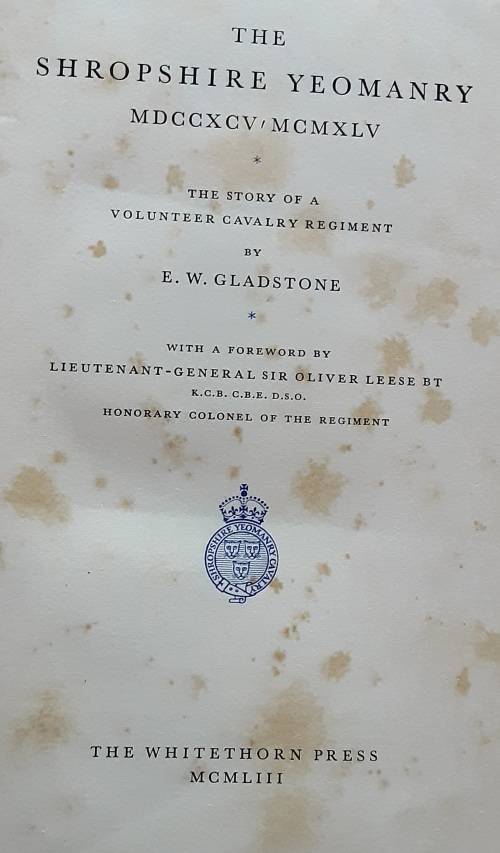 THE
SHROPSHIRE YEOMANRY
MDCCXCV/MCMXLV
*
THE STORY OF A
VOLUNTEER CAVALRY REGIMENT
BY
E. W. GLADSTONE
*
WITH A FOREWORD BY
LIEUTENANT-GENERAL SIR OLIVER LEESE BT
K.C.B. C.B.E. D.S.O.
HONORARY COLONEL OF THE REGIMENT
SHROPSHIRE YEOMANRY CAVALRY
THE WHITETHORN PRESS
MCMLIII